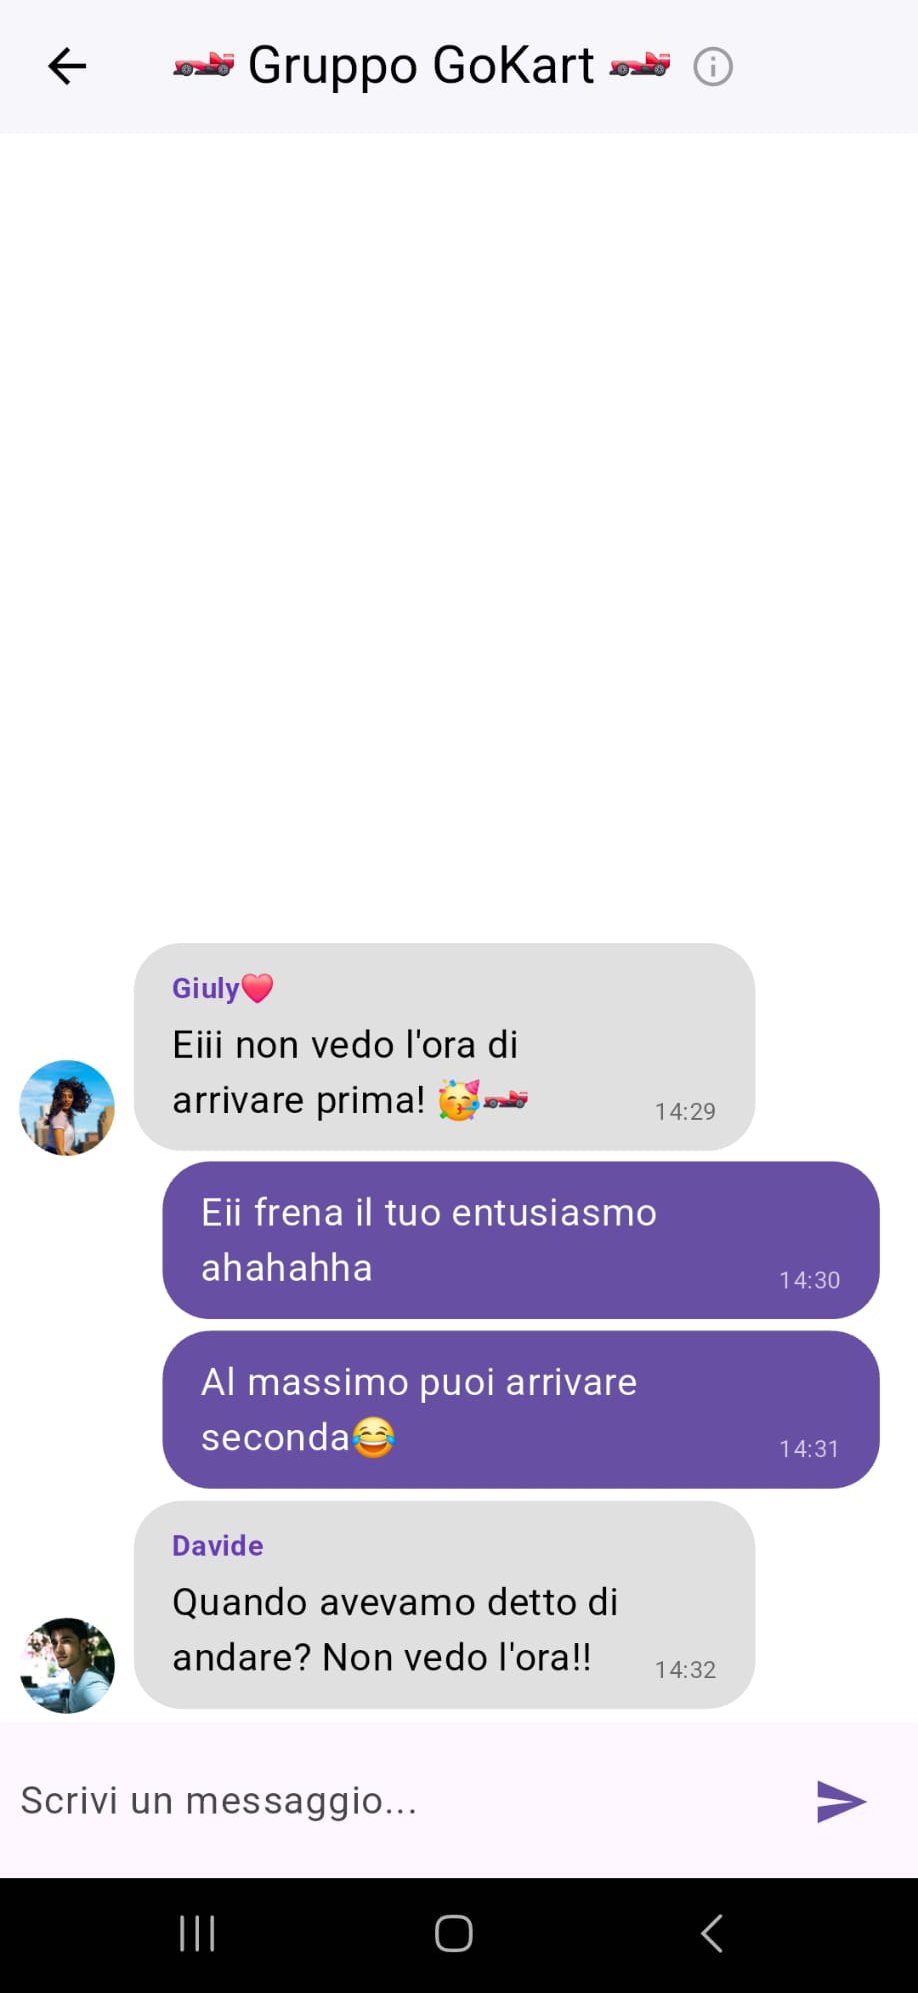 🏎️ Gruppo GoKart 🏎️
Giuly❤️
Eiii non vedo l'ora di
arrivare prima! 🥳🏎️
14:29
Eii frena il tuo entusiasmo
ahahahha
14:30
Al massimo puoi arrivare
seconda😂
14:31
Davide
Quando avevamo detto di
andare? Non vedo l'ora!!
14:32
Scrivi un messaggio...